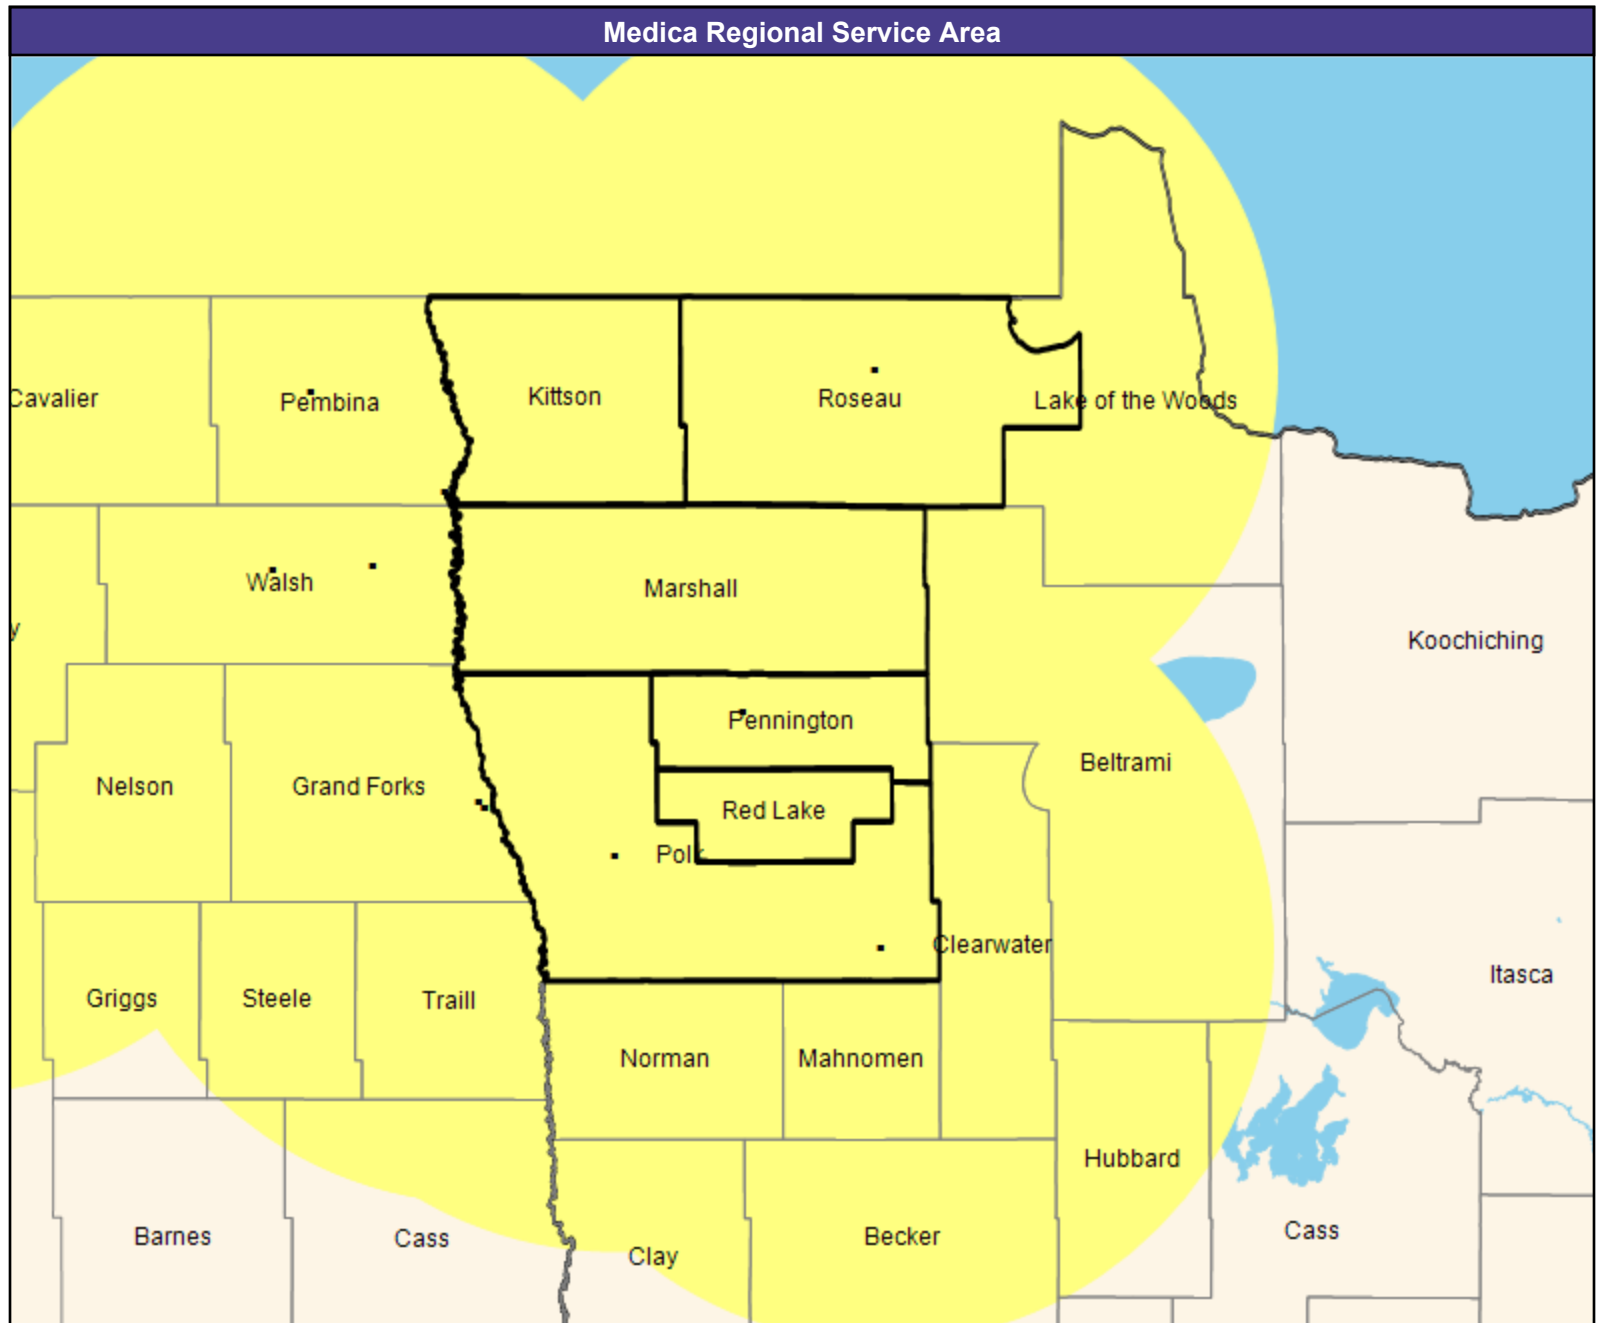 Medica Regional Service Area
Cavalier
Pembina
Kittson
Roseau
Lake of the Woods
Walsh
Marshall
y
Koochiching
Pennington
Beltrami
Nelson
Grand Forks
Red Lake
Polk
Clearwater
Itasca
Griggs
Steele
Traill
Norman
Mahnomen
Hubbard
Barnes
Cass
Clay
Becker
Cass